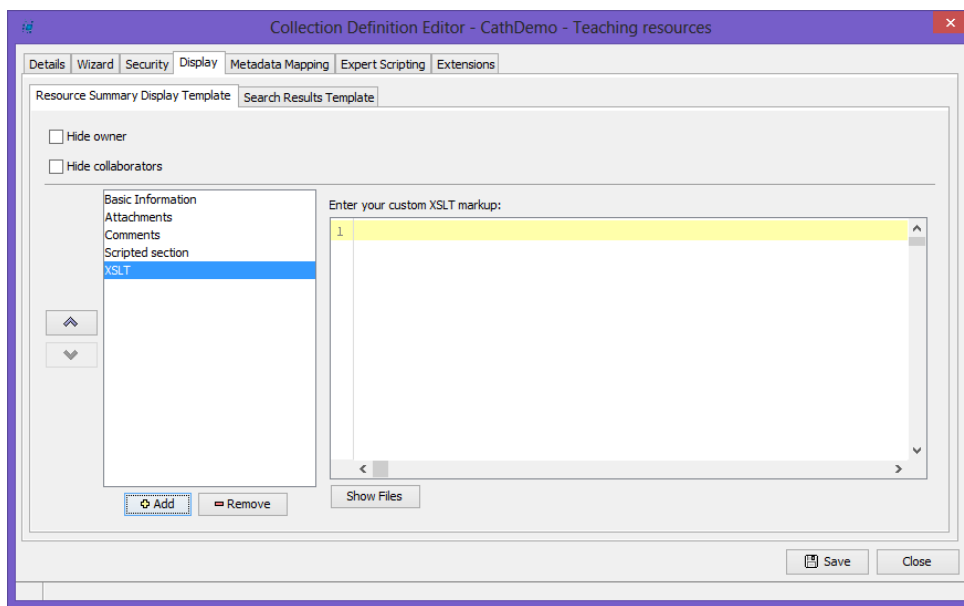 Collection Definition Editor - CathDemo - Teaching resources
Details Wizard Security Display Metadata Mapping Expert Scripting Extensions
Resource Summary Display Template Search Results Template
Hide owner
Hide collaborators
Basic Information
Attachments
Comments
Scripted section
XSLT
Enter your custom XSLT markup:
1
Add Remove
Show Files
Save Close